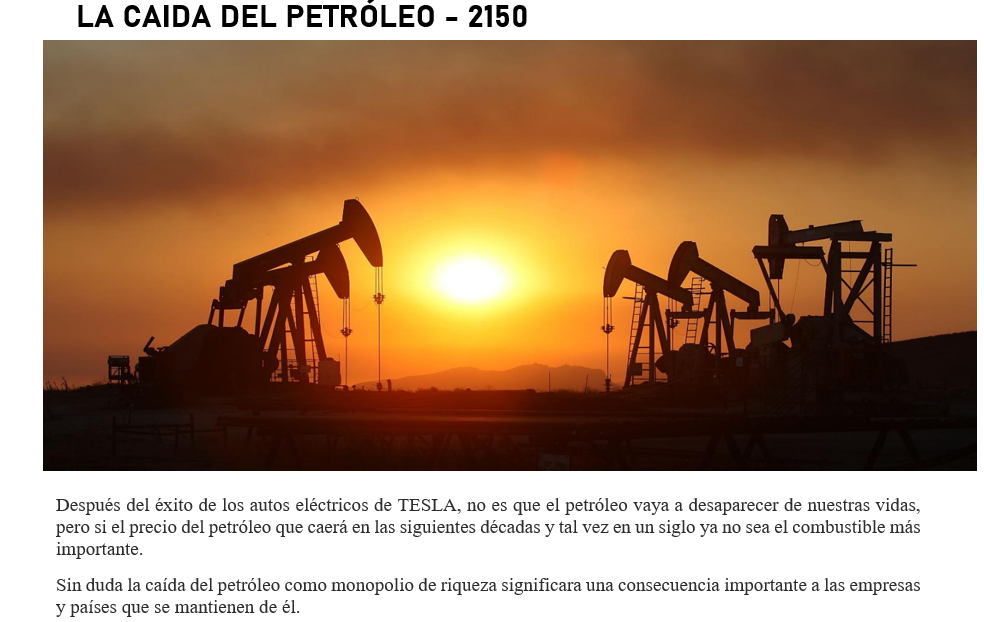 LA CAIDA DEL PETRÓLEO - 2150
Después del éxito de los autos eléctricos de TESLA, no es que el petróleo vaya a desaparecer de nuestras vidas,
pero si el precio del petróleo que caerá en las siguientes décadas y tal vez en un siglo ya no sea el combustible más
importante.
Sin duda la caída del petróleo como monopolio de riqueza significara una consecuencia importante a las empresas
y países que se mantienen de él.